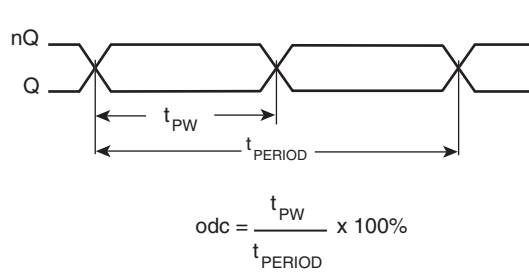 nQ
Q
tPW
tPERIOD
odc = tPW / tPERIOD x 100%